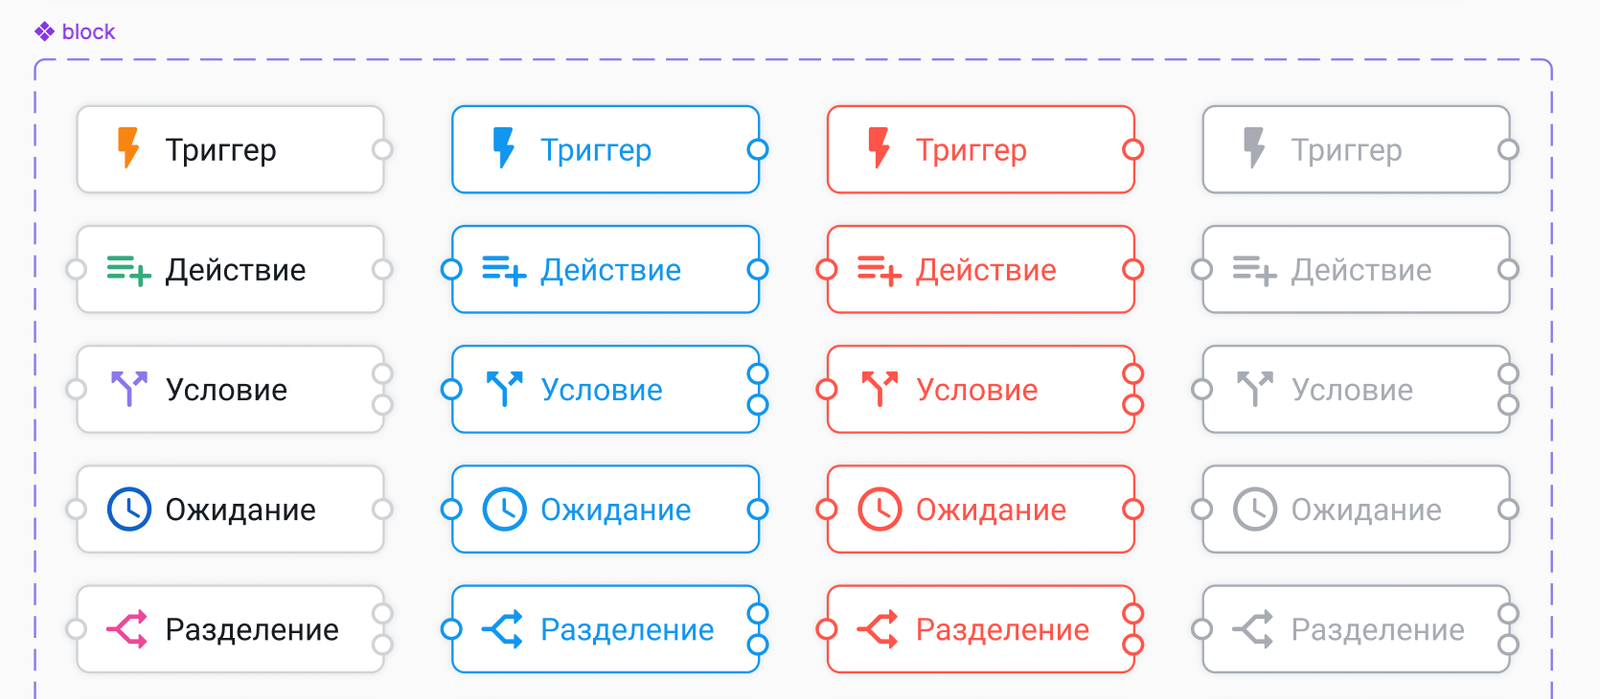 block
Триггер Триггер Триггер Триггер
Действие Действие Действие Действие
Условие Условие Условие Условие
Ожидание Ожидание Ожидание Ожидание
Разделение Разделение Разделение Разделение